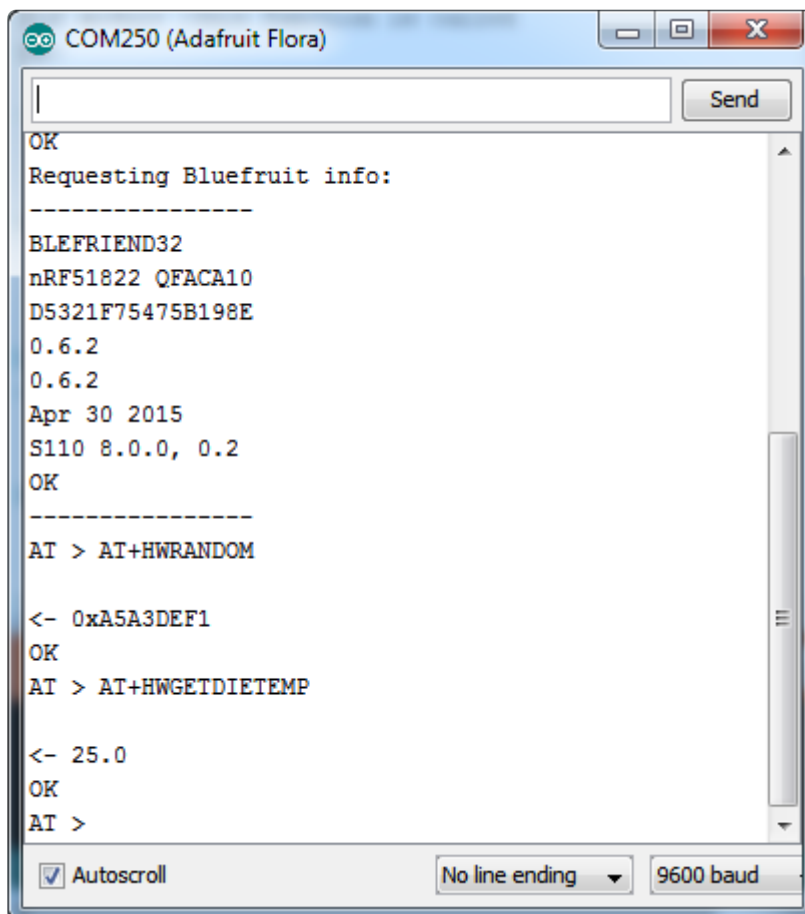 COM250 (Adafruit Flora)
Send
OK
Requesting Bluefruit info:
----------------
BLEFRIEND32
nRF51822 QFACA10
D5321F75475B198E
0.6.2
0.6.2
Apr 30 2015
S110 8.0.0, 0.2
OK
----------------
AT > AT+HWRANDOM
<- 0xA5A3DEF1
OK
AT > AT+HWGETDIETEMP
<- 25.0
OK
AT >
Autoscroll
No line ending
9600 baud